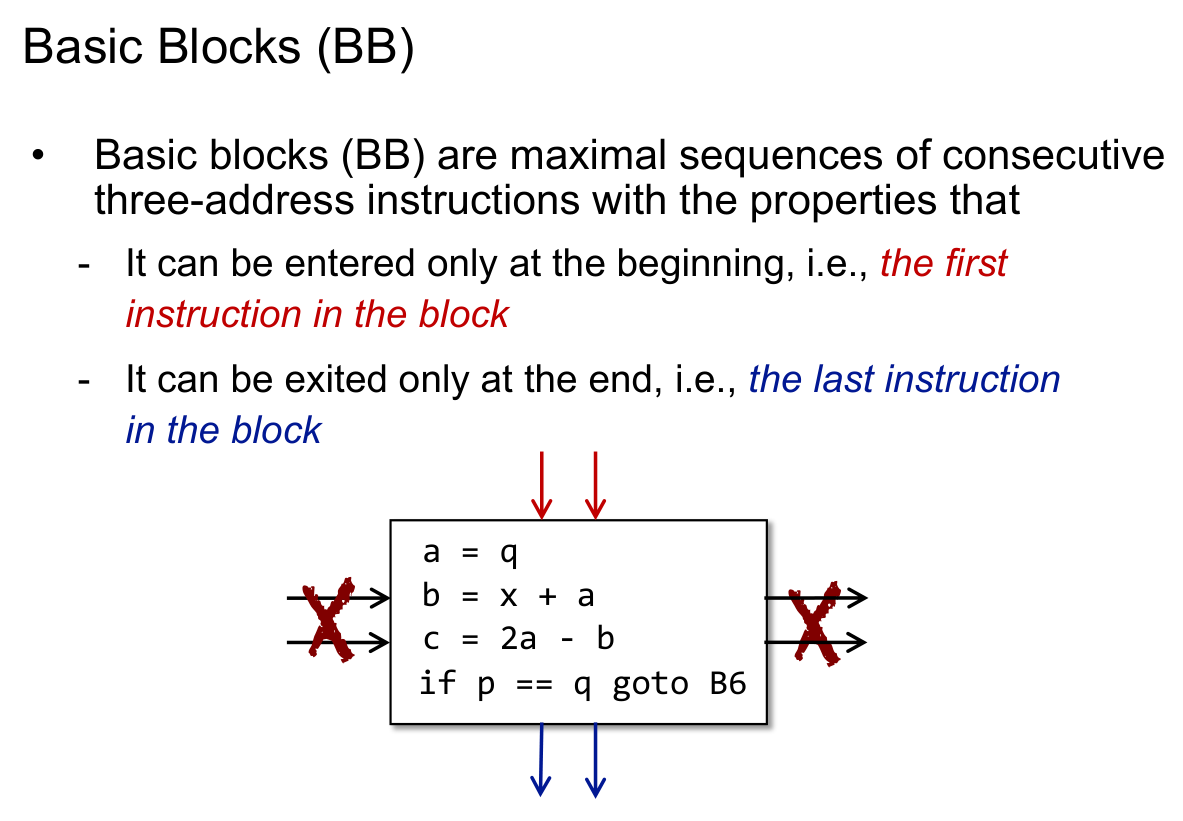 Basic Blocks (BB)
• Basic blocks (BB) are maximal sequences of consecutive
three-address instructions with the properties that
- It can be entered only at the beginning, i.e., the first
instruction in the block
- It can be exited only at the end, i.e., the last instruction
in the block
a = q
b = x + a
c = 2a - b
if p == q goto B6